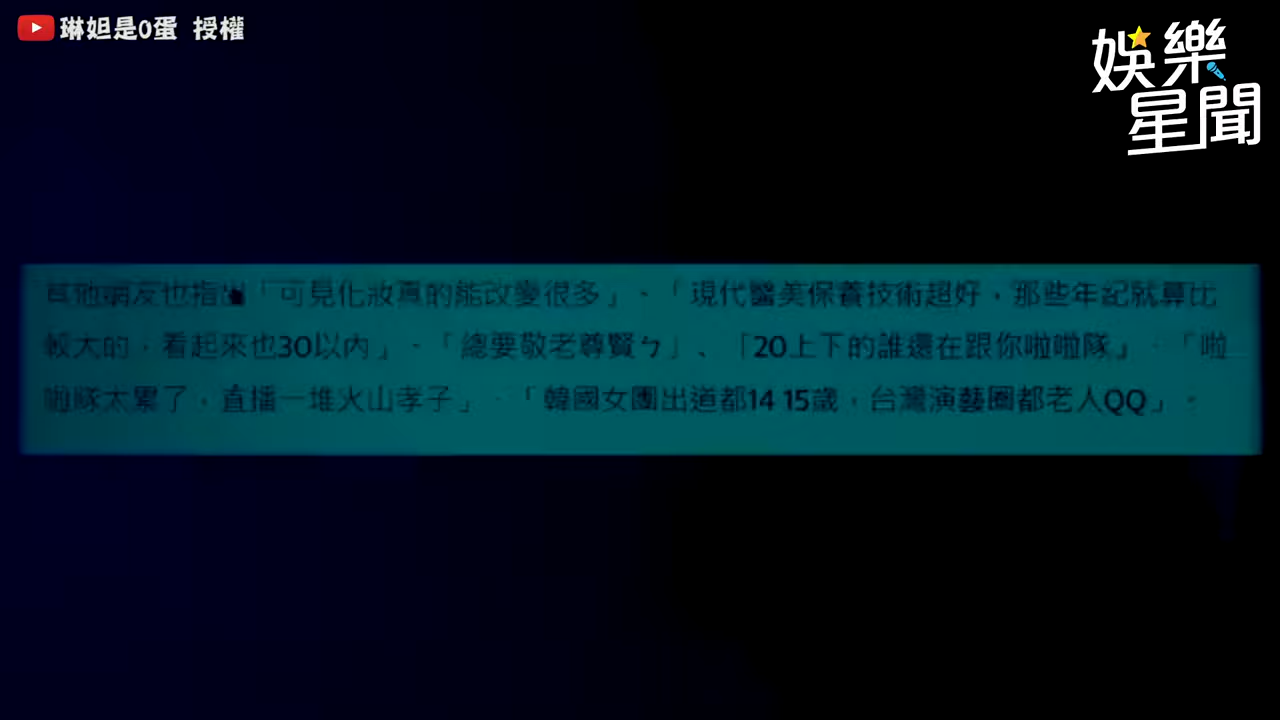 琳妲是0蛋 授權
娛樂
星聞
其他網友也指出「可見化妝真的能改變很多」、「現代醫美保養技術超好，那些年記就算比
較大的，看起來也30以內」、「總要敬老尊賢ㄅ」、「20上下的誰還在跟你啦啦隊」、「啦
啦隊太累了，直播一堆火山孝子」、「韓國女團出道都14 15歲，台灣演藝圈都老人QQ」。